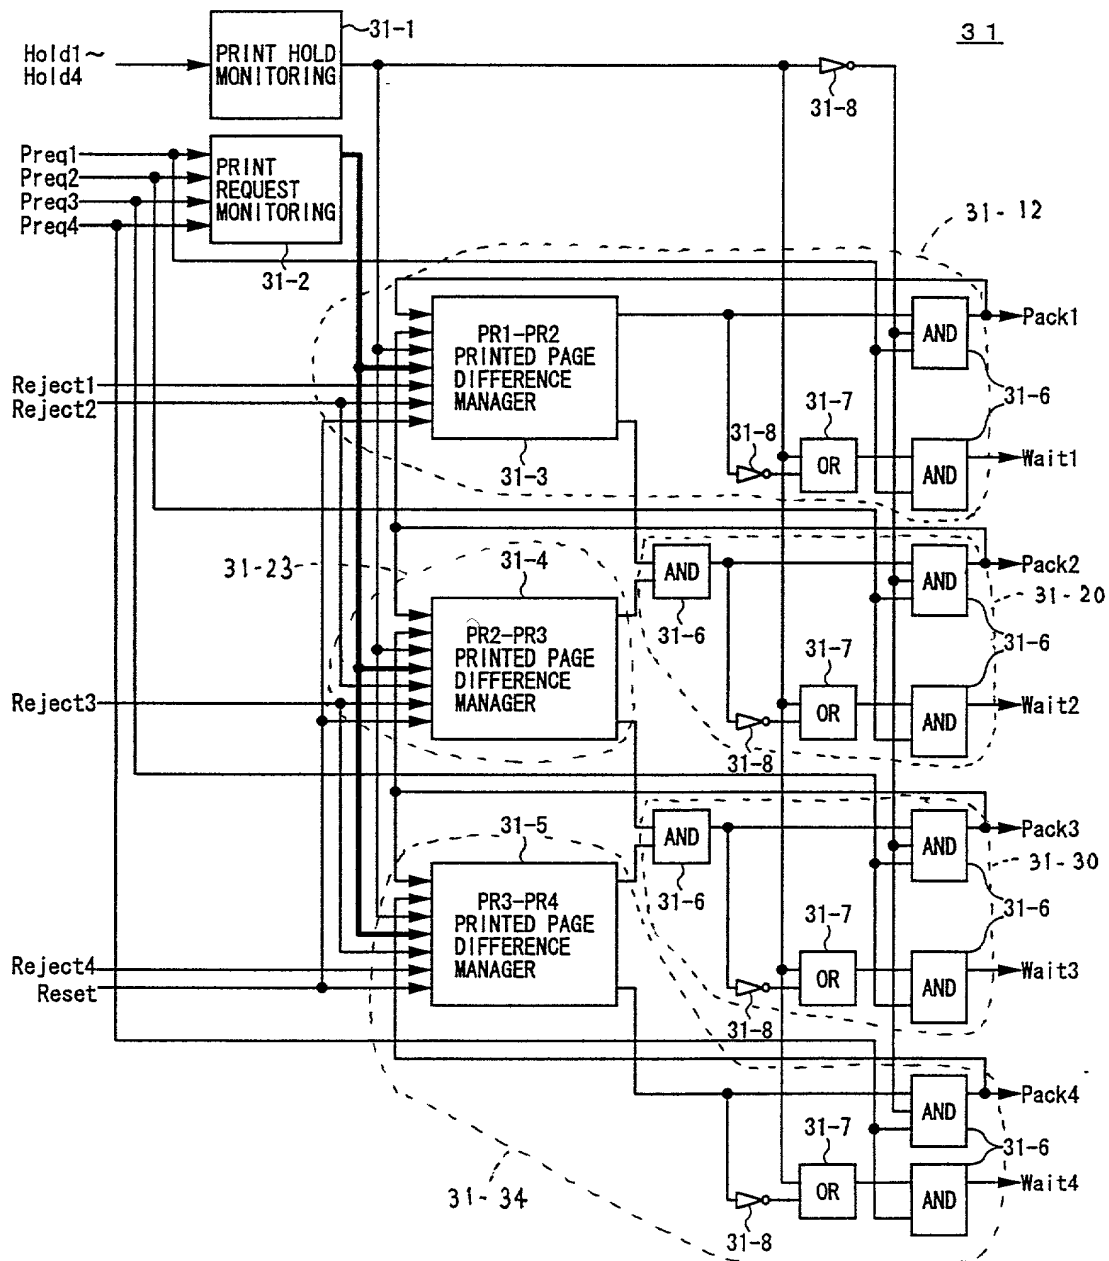 31
31-1
Hold1~
Hold4
PRINT HOLD
MONITORING
31-8
Preq1
Preq2
Preq3
Preq4
PRINT
REQUEST
MONITORING
31-2
31-12
PR1-PR2
PRINTED PAGE
DIFFERENCE
MANAGER
31-3
Reject1
Reject2
AND
Pack1
31-6
31-7
31-8
OR
AND
Wait1
31-23
31-4
PR2-PR3
PRINTED PAGE
DIFFERENCE
MANAGER
Reject3
AND
31-6
AND
Pack2
31-20
31-6
31-7
OR
31-8
AND
Wait2
31-5
PR3-PR4
PRINTED PAGE
DIFFERENCE
MANAGER
Reject4
Reset
AND
31-6
AND
Pack3
31-30
31-6
31-7
OR
31-8
AND
Wait3
31-34
AND
Pack4
31-6
31-7
OR
31-8
AND
Wait4